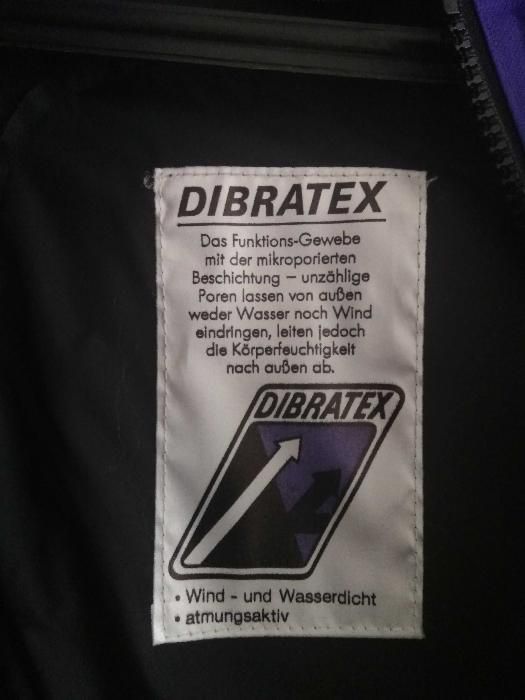 DIBRATEX
Das Funktions-Gewebe
mit der mikroporierten
Beschichtung – unzählige
Poren lassen von außen
weder Wasser noch Wind
eindringen, leiten jedoch
die Körperfeuchtigkeit
nach außen ab.
DIBRATEX
• Wind - und Wasserdicht
• atmungsaktiv